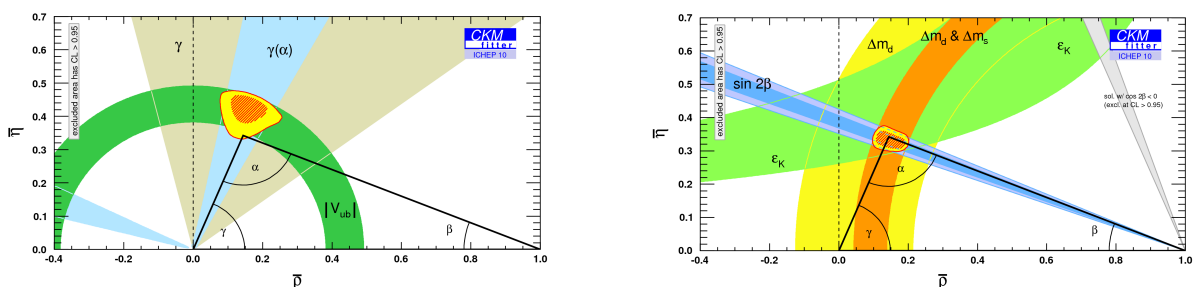 excluded area has CL > 0.95
γ
γ(α)
CKM
fitter
ICHEP 10
|V_ub|
α
γ
β
η̄
0.7
0.6
0.5
0.4
0.3
0.2
0.1
0.0
-0.4 -0.2 0.0 0.2 0.4 0.6 0.8 1.0
ρ̄
excluded area has CL > 0.95
Δm_d
Δm_d & Δm_s
ε_K
CKM
fitter
ICHEP 10
sin 2β
sol. w/ cos 2β < 0
(excl. at CL > 0.95)
ε_K
α
γ
β
η̄
0.7
0.6
0.5
0.4
0.3
0.2
0.1
0.0
-0.4 -0.2 0.0 0.2 0.4 0.6 0.8 1.0
ρ̄